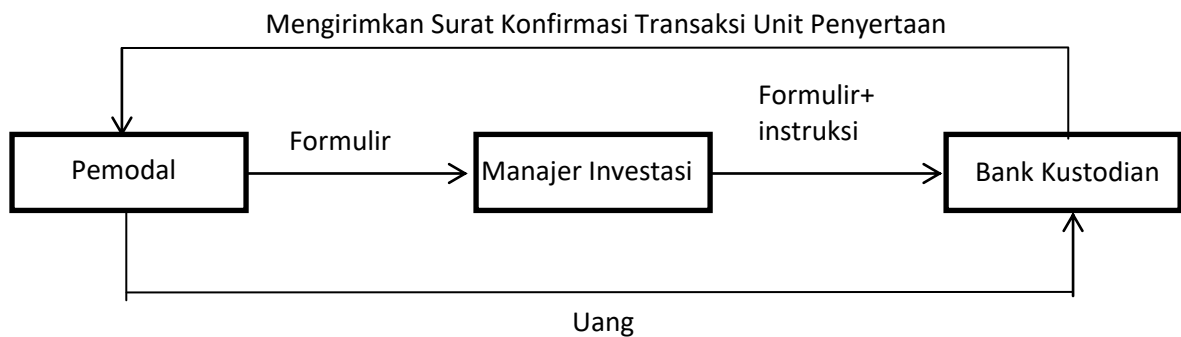 Mengirimkan Surat Konfirmasi Transaksi Unit Penyertaan
Formulir+
instruksi
Formulir
Pemodal
Manajer Investasi
Bank Kustodian
Uang